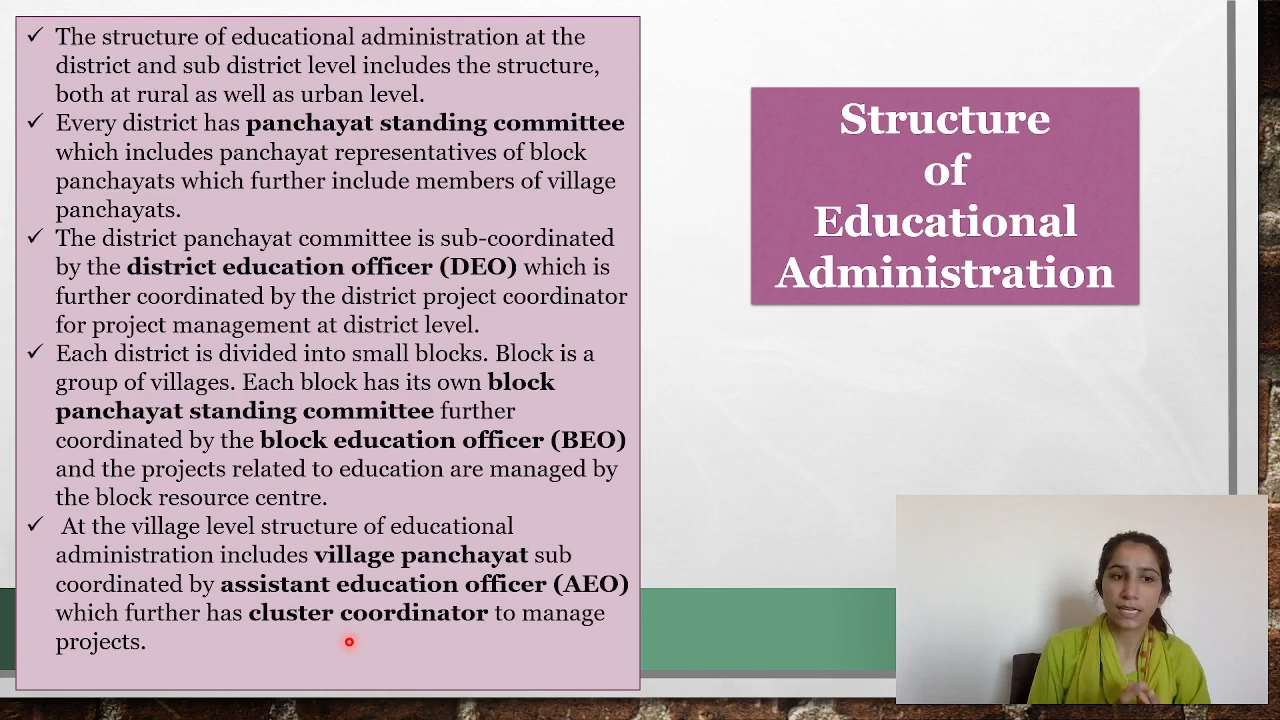 ✓ The structure of educational administration at the
district and sub district level includes the structure,
both at rural as well as urban level.
✓ Every district has panchayat standing committee
which includes panchayat representatives of block
panchayats which further include members of village
panchayats.
✓ The district panchayat committee is sub-coordinated
by the district education officer (DEO) which is
further coordinated by the district project coordinator
for project management at district level.
✓ Each district is divided into small blocks. Block is a
group of villages. Each block has its own block
panchayat standing committee further
coordinated by the block education officer (BEO)
and the projects related to education are managed by
the block resource centre.
✓ At the village level structure of educational
administration includes village panchayat sub
coordinated by assistant education officer (AEO)
which further has cluster coordinator to manage
projects.
Structure
of
Educational
Administration